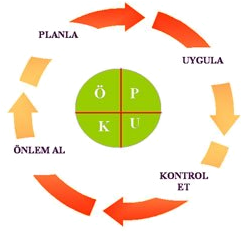 PLANLA
UYGULA
Ö P
K U
ÖNLEM AL
KONTROL
ET